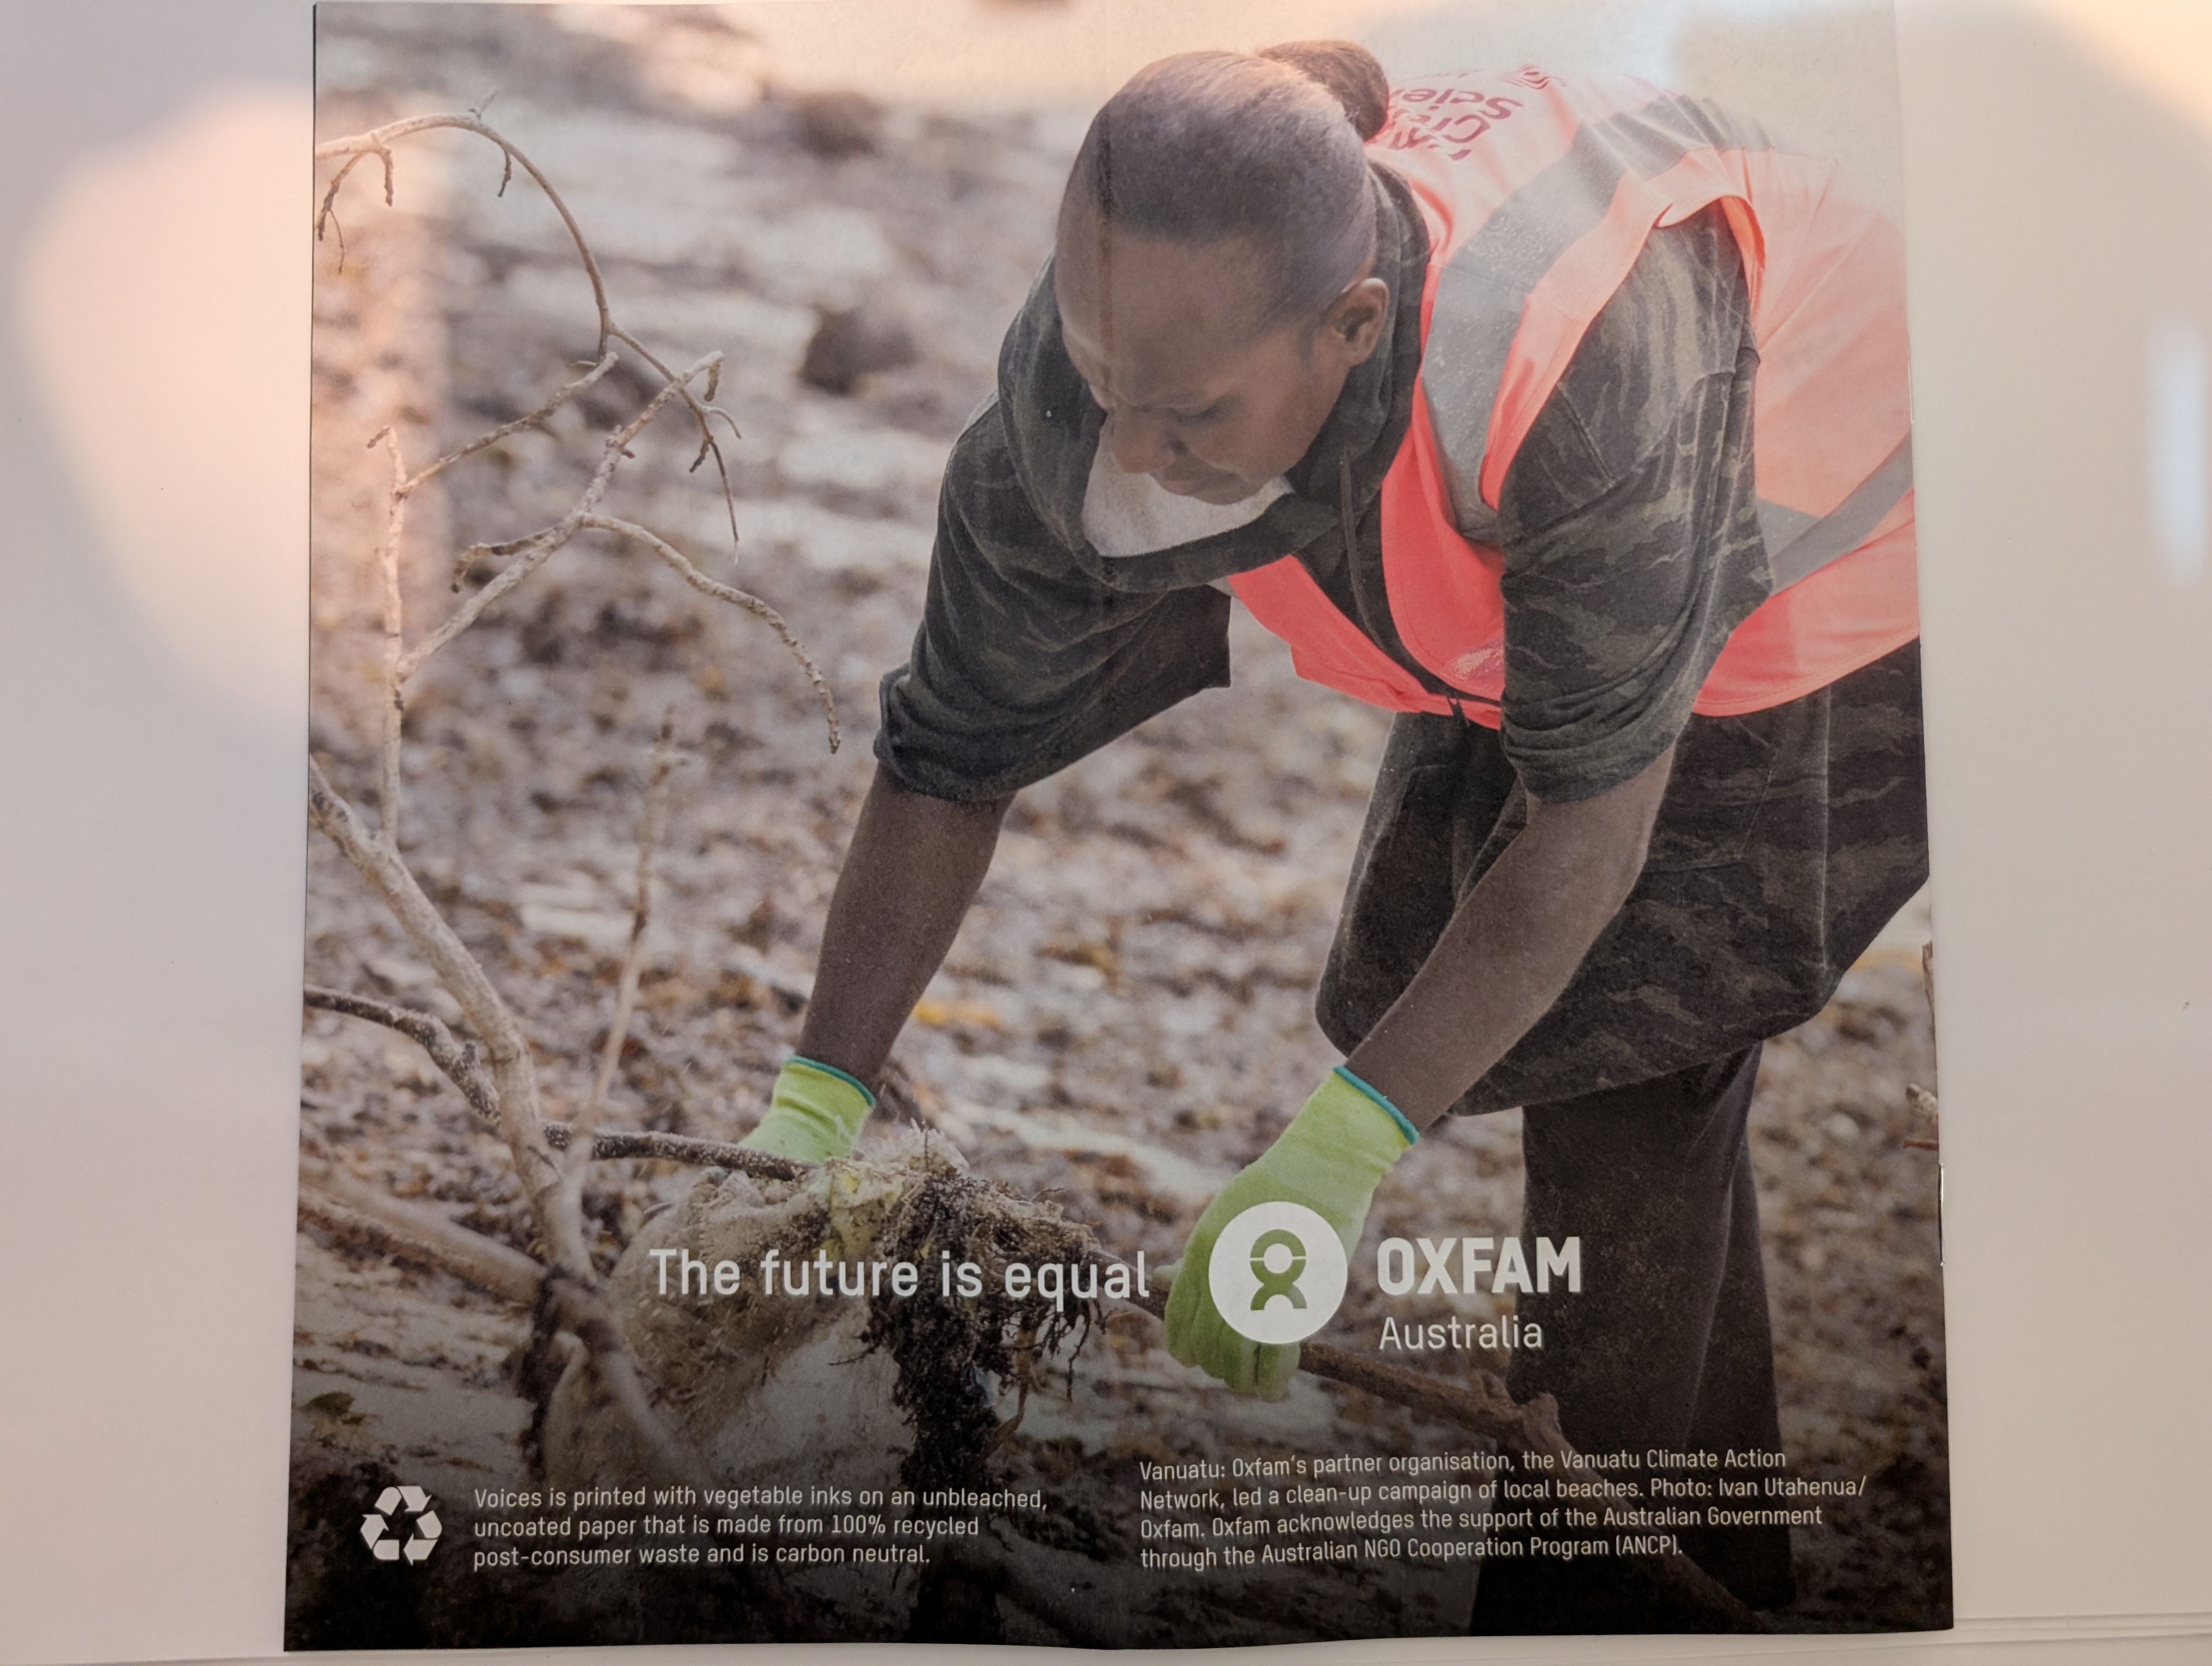 The future is equal
OXFAM
Australia
Voices is printed with vegetable inks on an unbleached,
uncoated paper that is made from 100% recycled
post-consumer waste and is carbon neutral.
Vanuatu: Oxfam's partner organisation, the Vanuatu Climate Action
Network, led a clean-up campaign of local beaches. Photo: Ivan Utahenua/
Oxfam. Oxfam acknowledges the support of the Australian Government
through the Australian NGO Cooperation Program (ANCP).